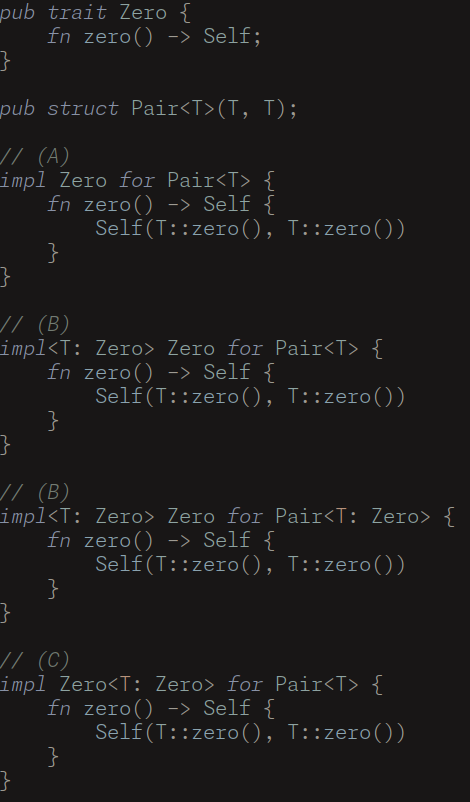 pub trait Zero {
    fn zero() -> Self;
}

pub struct Pair<T>(T, T);

// (A)
impl Zero for Pair<T> {
    fn zero() -> Self {
        Self(T::zero(), T::zero())
    }
}

// (B)
impl<T: Zero> Zero for Pair<T> {
    fn zero() -> Self {
        Self(T::zero(), T::zero())
    }
}

// (B)
impl<T: Zero> Zero for Pair<T: Zero> {
    fn zero() -> Self {
        Self(T::zero(), T::zero())
    }
}

// (C)
impl Zero<T: Zero> for Pair<T> {
    fn zero() -> Self {
        Self(T::zero(), T::zero())
    }
}